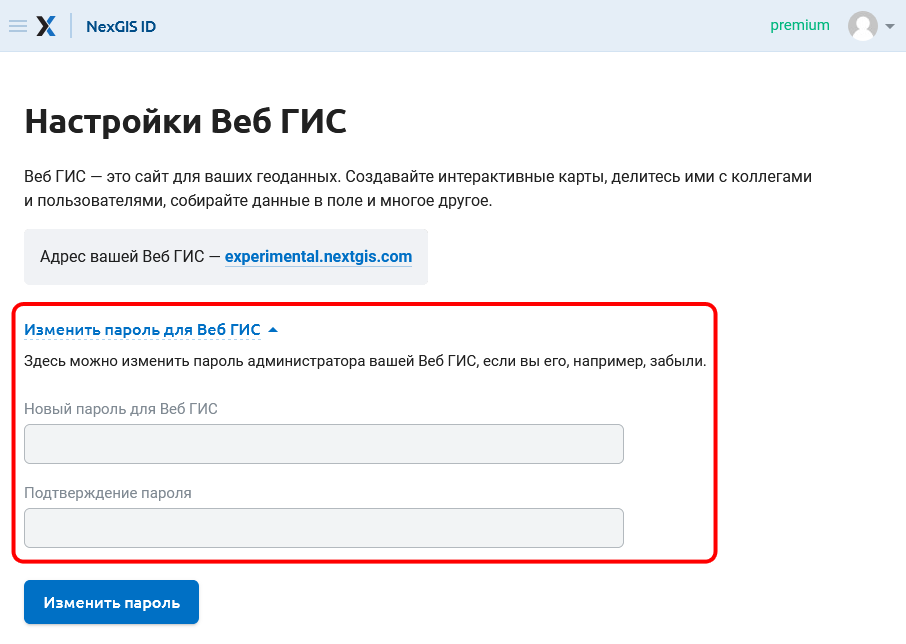 NexGIS ID
premium
Настройки Веб ГИС
Веб ГИС — это сайт для ваших геоданных. Создавайте интерактивные карты, делитесь ими с коллегами
и пользователями, собирайте данные в поле и многое другое.
Адрес вашей Веб ГИС — experimental.nextgis.com
Изменить пароль для Веб ГИС
Здесь можно изменить пароль администратора вашей Веб ГИС, если вы его, например, забыли.
Новый пароль для Веб ГИС
Подтверждение пароля
Изменить пароль